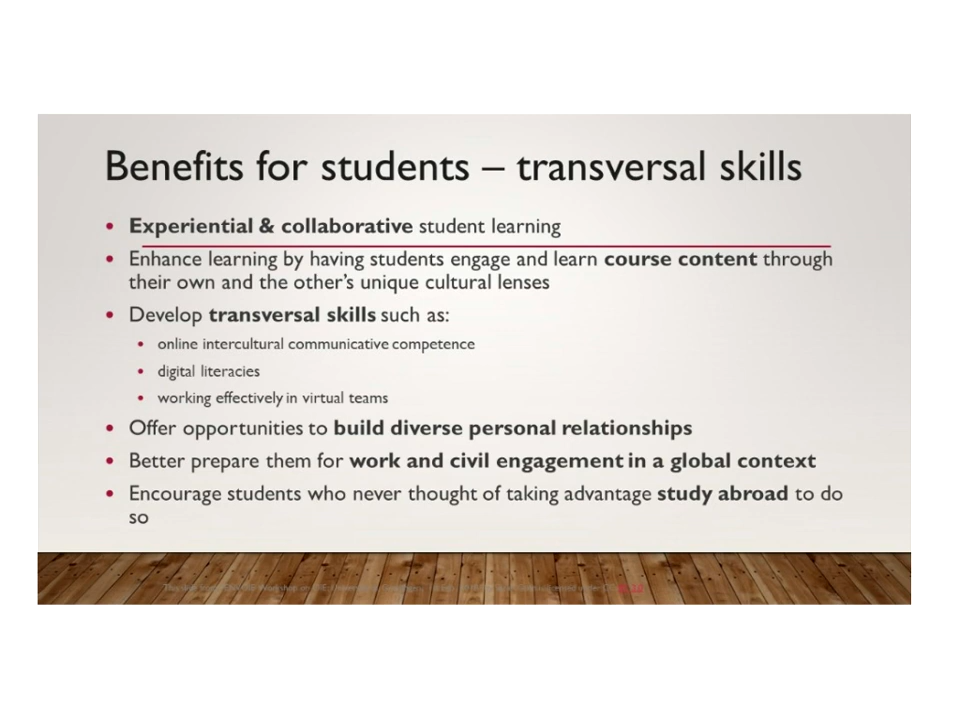 Benefits for students – transversal skills
• Experiential & collaborative student learning
• Enhance learning by having students engage and learn course content through
their own and the other's unique cultural lenses
• Develop transversal skills such as:
• online intercultural communicative competence
• digital literacies
• working effectively in virtual teams
• Offer opportunities to build diverse personal relationships
• Better prepare them for work and civil engagement in a global context
• Encourage students who never thought of taking advantage study abroad to do
so